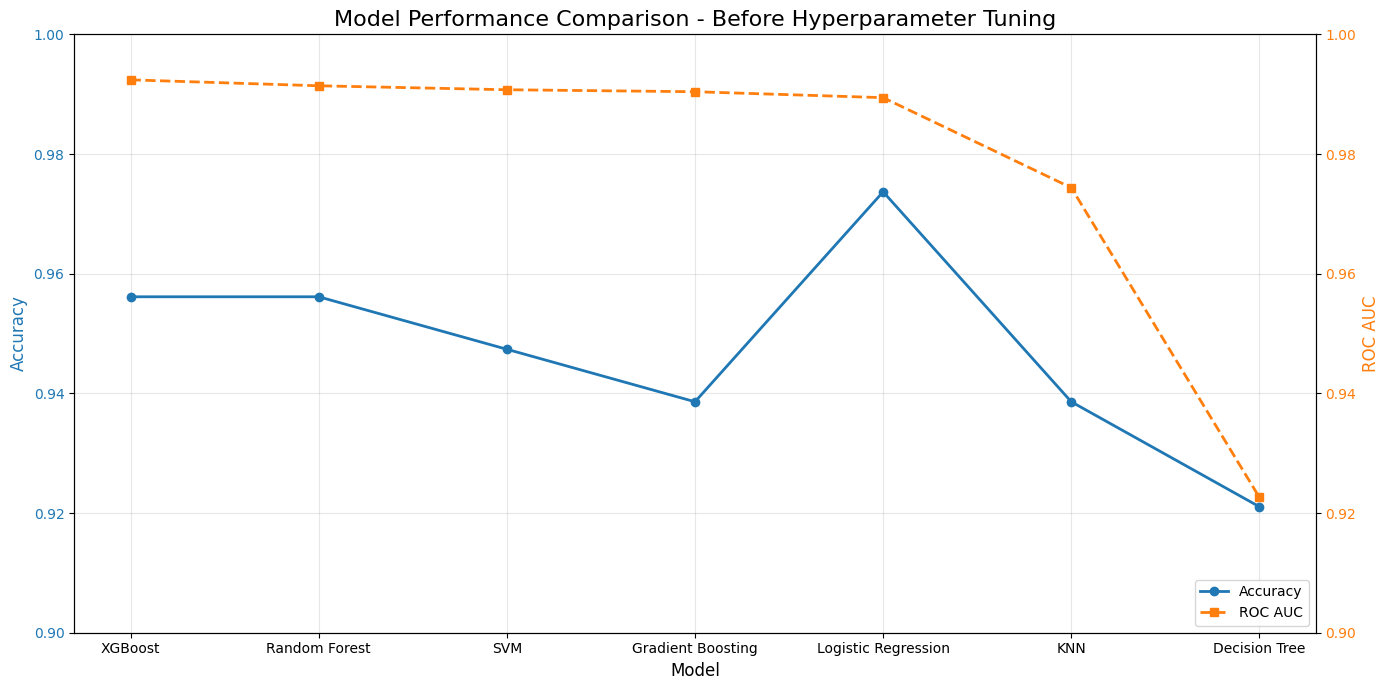 Model Performance Comparison - Before Hyperparameter Tuning
1.00
0.98
0.96
0.94
0.92
0.90
Accuracy
1.00
0.98
0.96
0.94
0.92
0.90
ROC AUC
Accuracy
ROC AUC
XGBoost Random Forest SVM Gradient Boosting Logistic Regression KNN Decision Tree
Model